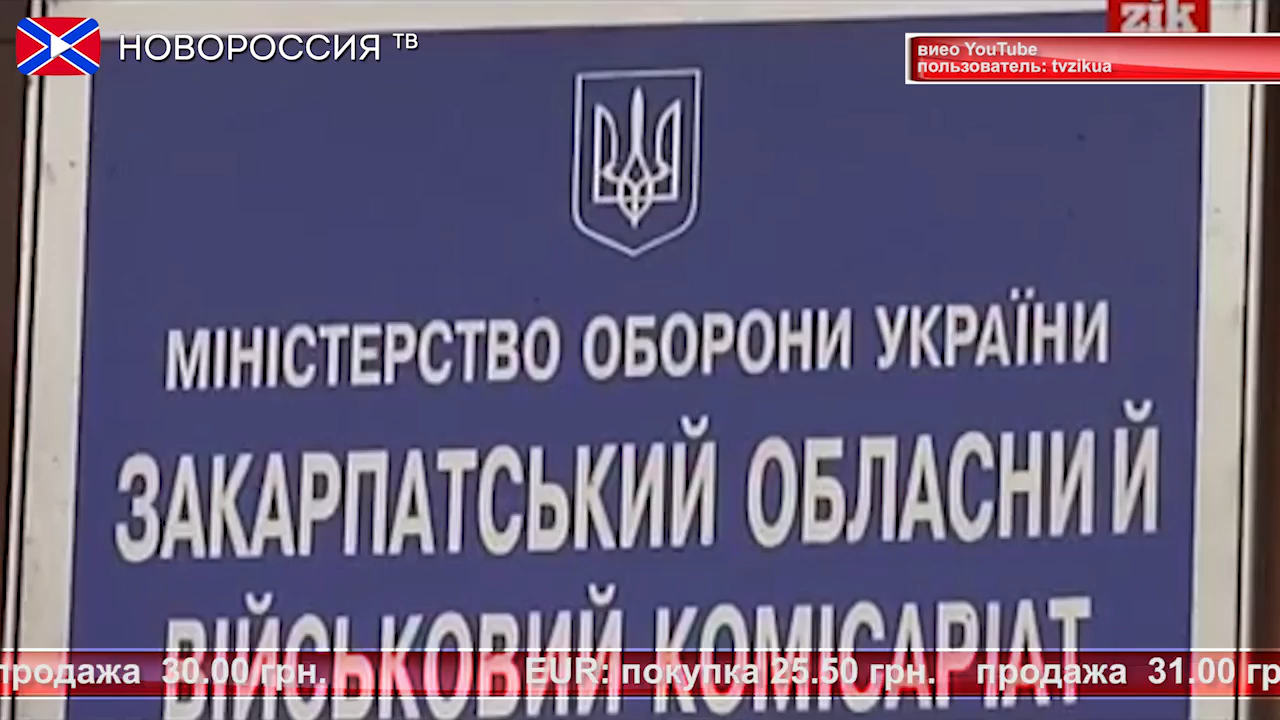 НОВОРОССИЯ ТВ
zik
виео YouTube
пользователь: tvzikua
МІНІСТЕРСТВО ОБОРОНИ УКРАЇНИ
ЗАКАРПАТСЬКИЙ ОБЛАСНИЙ
ВІЙСЬКОВИЙ КОМІСАРІАТ
продажа 30.00 грн. EUR: покупка 25.50 грн. продажа 31.00 гр